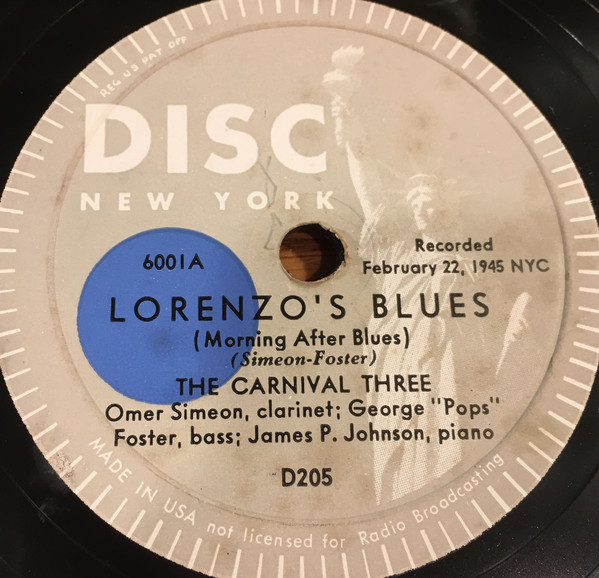 REG US PAT OFF
DISC
NEW YORK
6001A
Recorded
February 22, 1945 NYC
LORENZO'S BLUES
(Morning After Blues)
(Simeon-Foster)
THE CARNIVAL THREE
Omer Simeon, clarinet; George "Pops"
Foster, bass; James P. Johnson, piano
D205
MADE IN USA not licensed for Radio Broadcasting